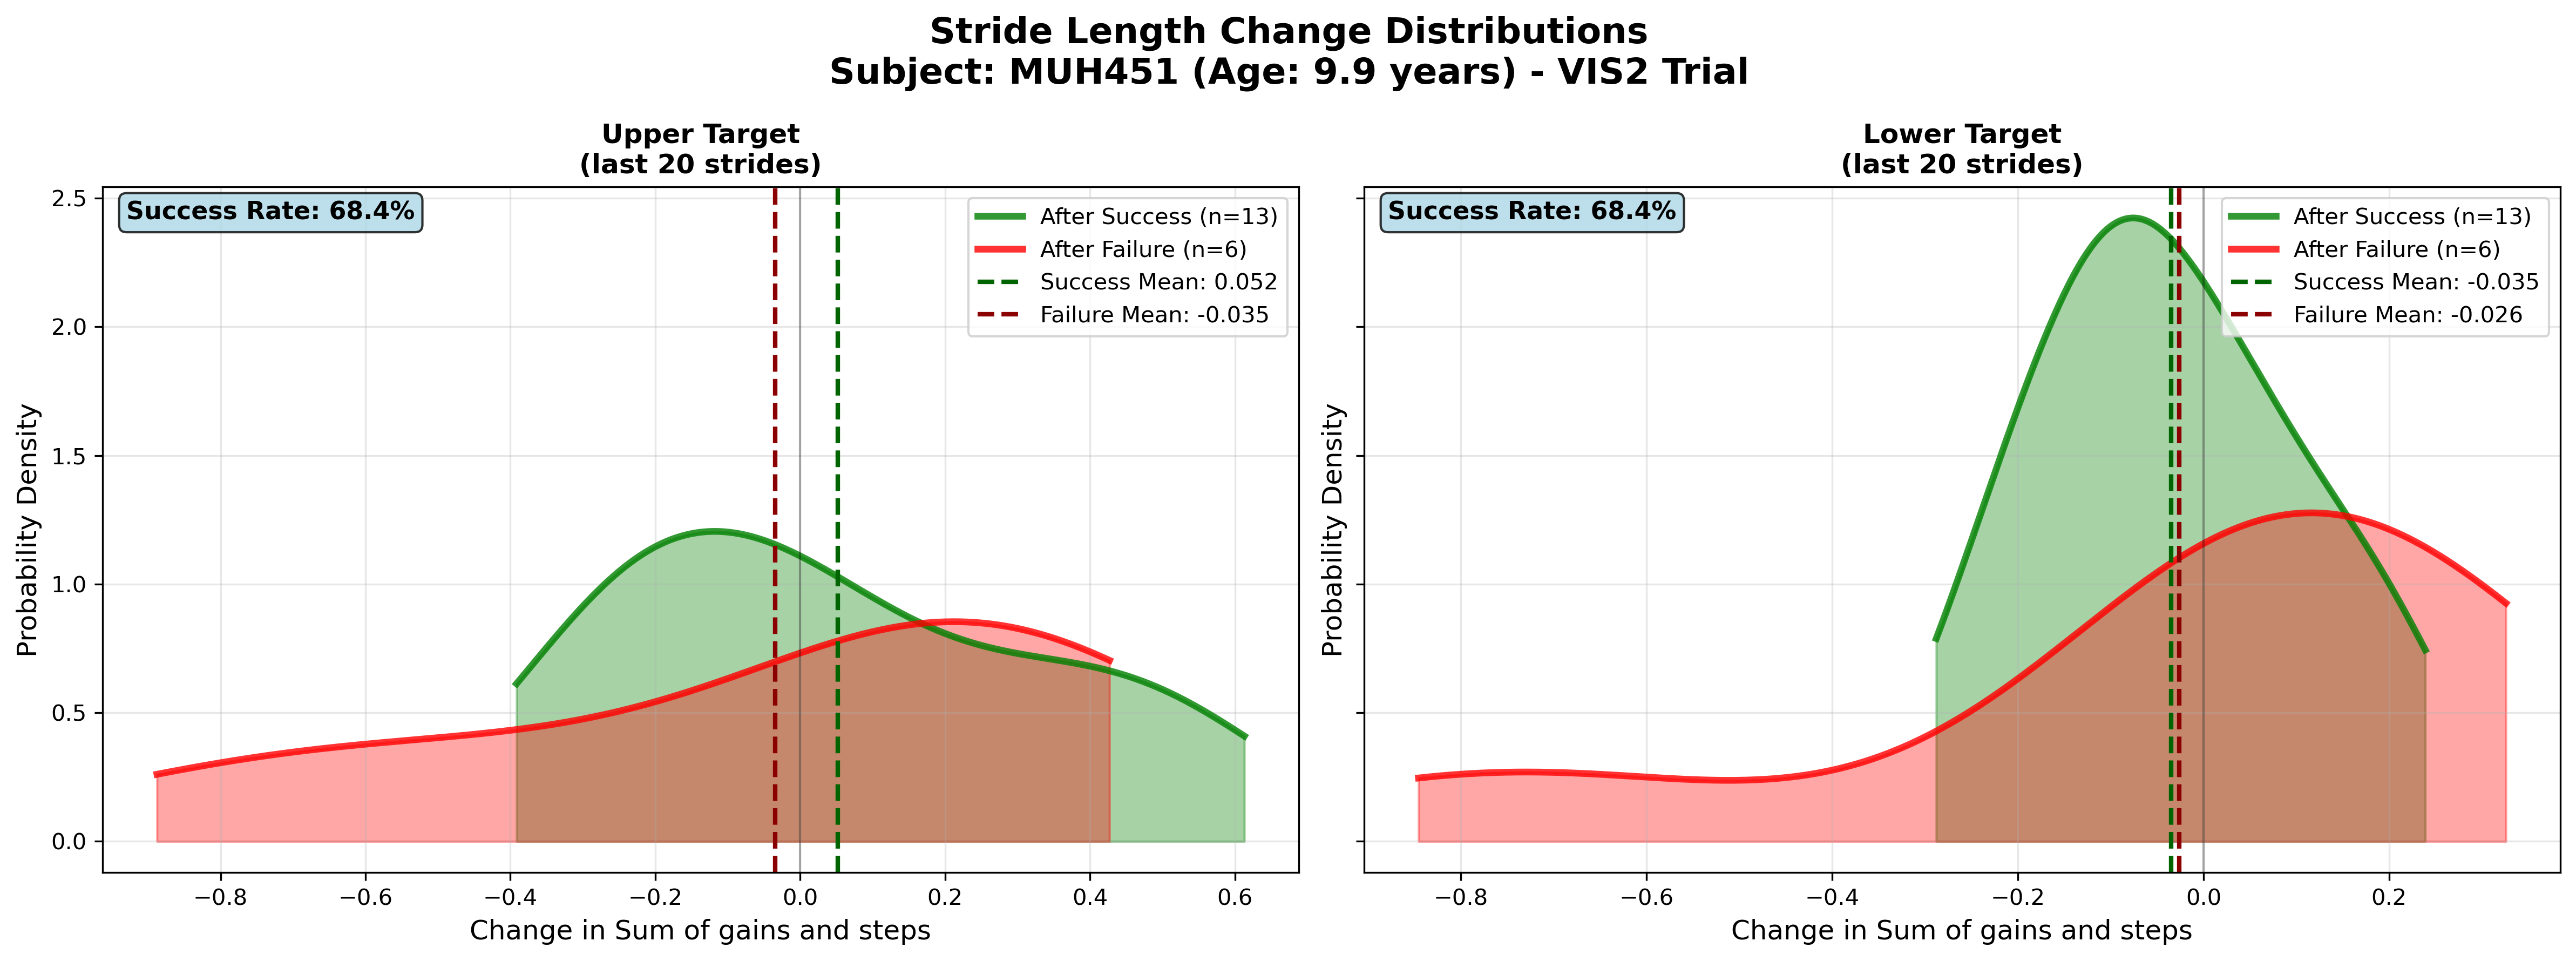 Stride Length Change Distributions
Subject: MUH451 (Age: 9.9 years) - VIS2 Trial
Upper Target
(last 20 strides)
Success Rate: 68.4%
After Success (n=13)
After Failure (n=6)
Success Mean: 0.052
Failure Mean: -0.035
Probability Density
2.5
2.0
1.5
1.0
0.5
0.0
−0.8 −0.6 −0.4 −0.2 0.0 0.2 0.4 0.6
Change in Sum of gains and steps
Lower Target
(last 20 strides)
Success Rate: 68.4%
After Success (n=13)
After Failure (n=6)
Success Mean: -0.035
Failure Mean: -0.026
Probability Density
−0.8 −0.6 −0.4 −0.2 0.0 0.2
Change in Sum of gains and steps